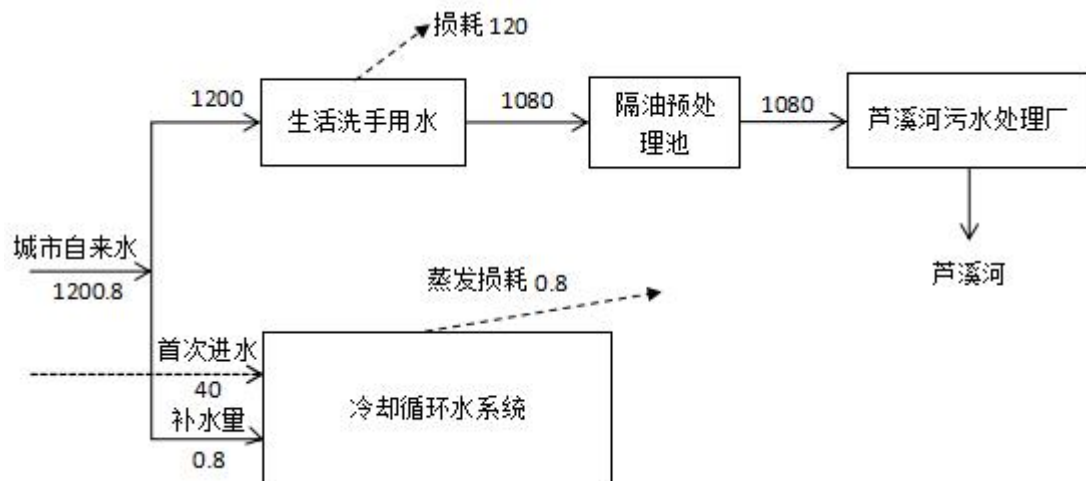 损耗 120
1200
生活洗手用水
1080
隔油预处
理池
1080
芦溪河污水处理厂
城市自来水
1200.8
芦溪河
蒸发损耗 0.8
首次进水
40
冷却循环水系统
补水量
0.8